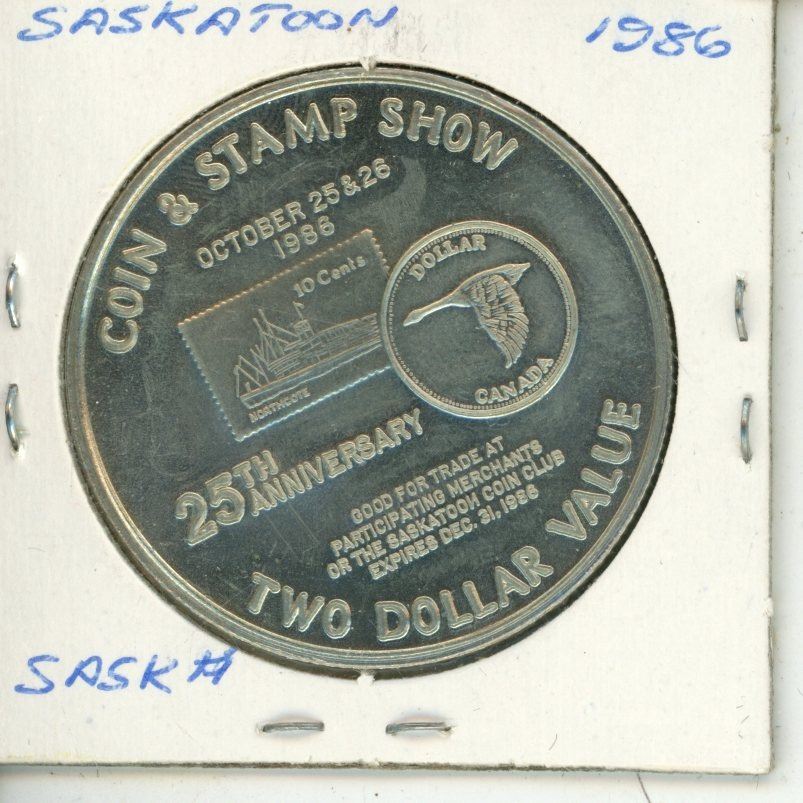 SASKATOON 1986
COIN & STAMP SHOW
OCTOBER 25 & 26
1986
10 Cents
NORTHCOTE
DOLLAR
CANADA
25TH ANNIVERSARY
GOOD FOR TRADE AT
PARTICIPATING MERCHANTS
OR THE SASKATOON COIN CLUB
EXPIRES DEC. 31, 1986
TWO DOLLAR VALUE
SASK #